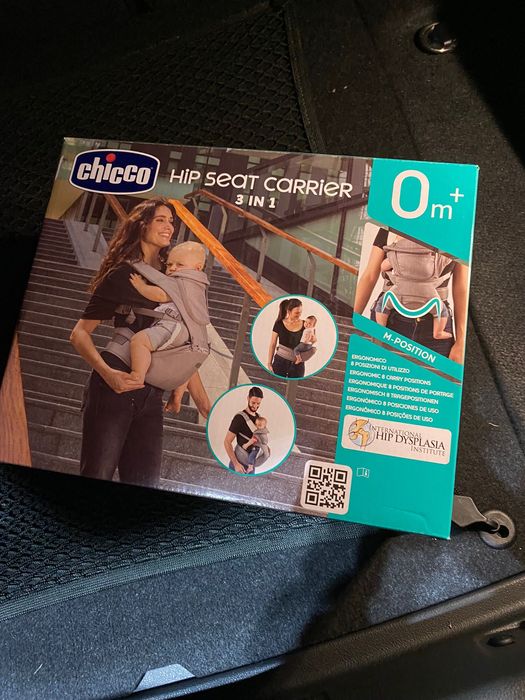 chicco
HiP SeaT CaRRieR
3 IN 1
0m+
M-POSITION
ERGONOMICO
8 POSIZIONI DI UTILIZZO
ERGONOMIC 8 CARRY POSITIONS
ERGONOMIQUE 8 POSITIONS DE PORTAGE
ERGONOMISCH 8 TRAGEPOSITIONEN
ERGONÓMICO 8 POSICIONES DE USO
ERGONÔMICO 8 POSIÇÕES DE USO
INTERNATIONAL
HIP DYSPLASIA
INSTITUTE